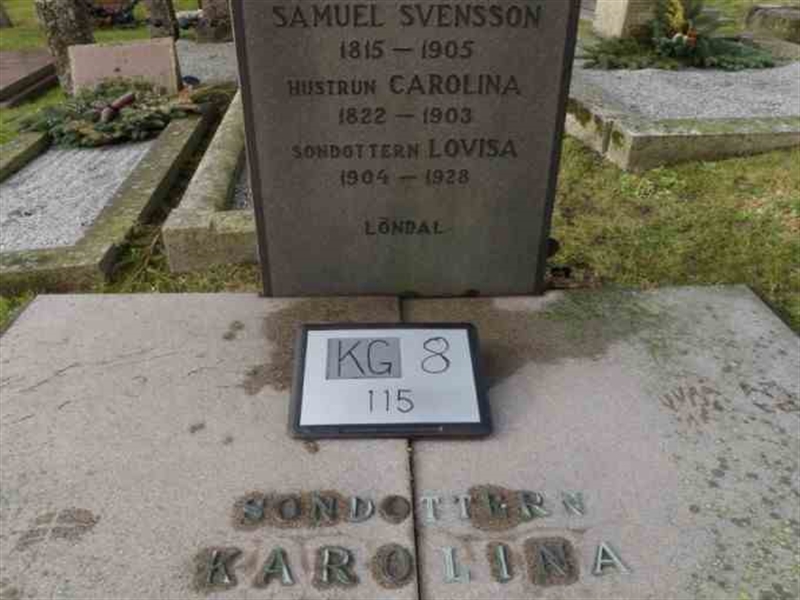 SAMUEL SVENSSON
1815 — 1905
HUSTRUN CAROLINA
1822 — 1903
SONDOTTERN LOVISA
1904 — 1928
LÖNDAL
KG 8
115
SONDOTTERN
KAROLINA